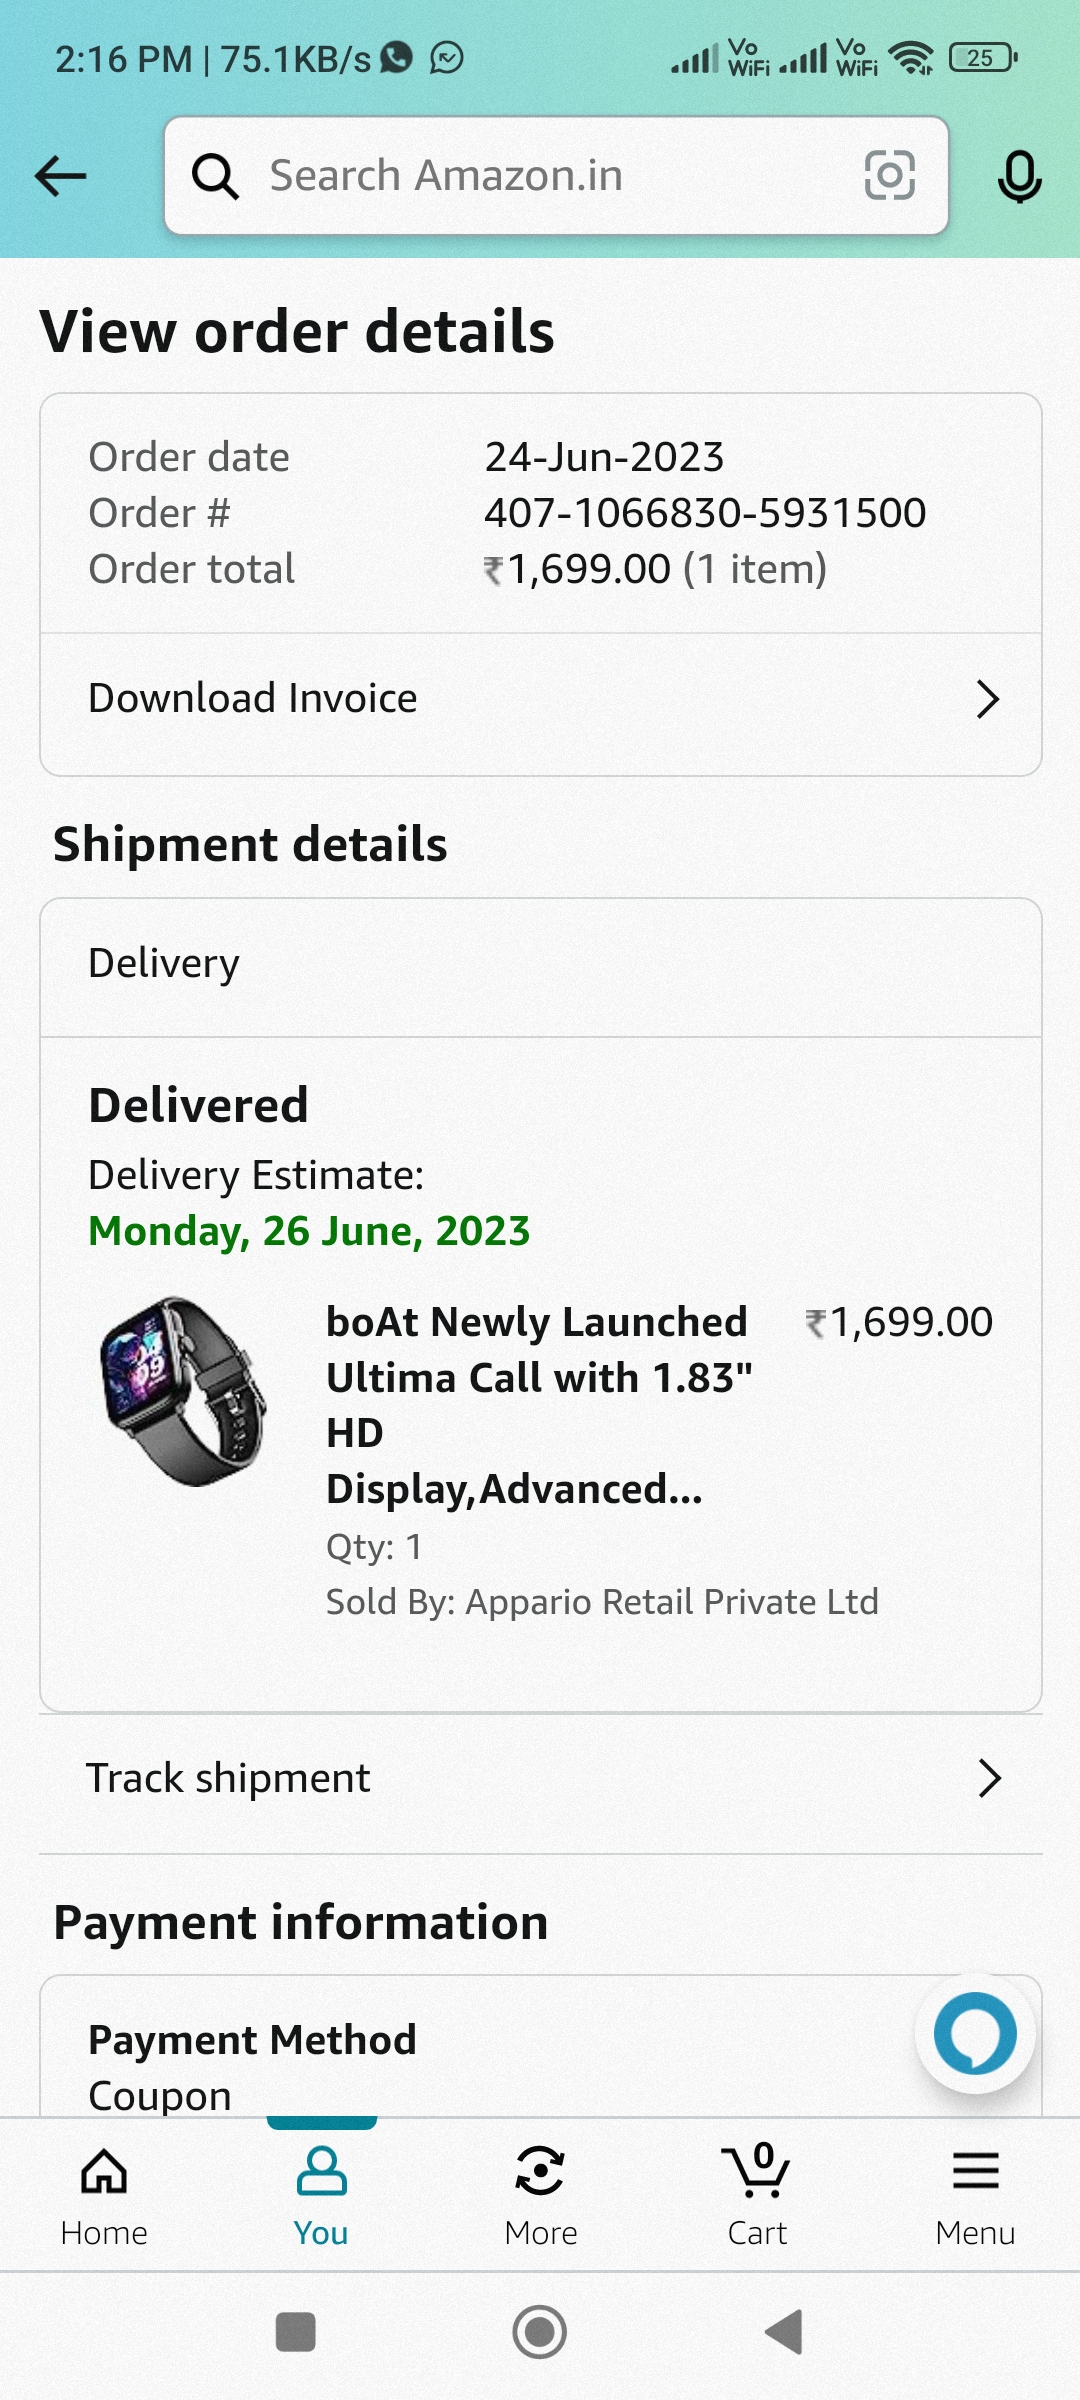 2:16 PM | 75.1KB/s Vo WiFi Vo WiFi 25
Search Amazon.in
View order details
Order date 24-Jun-2023
Order # 407-1066830-5931500
Order total ₹1,699.00 (1 item)
Download Invoice
Shipment details
Delivery
Delivered
Delivery Estimate:
Monday, 26 June, 2023
boAt Newly Launched ₹1,699.00
Ultima Call with 1.83"
HD
Display,Advanced...
Qty: 1
Sold By: Appario Retail Private Ltd
Track shipment
Payment information
Payment Method
Coupon
0
Home You More Cart Menu